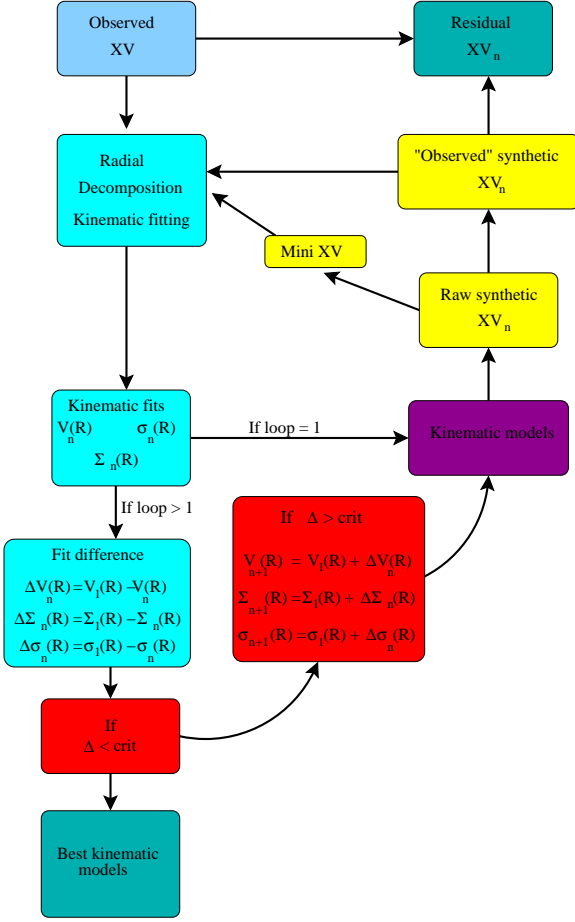 Observed
XV
Residual
XVₙ
Radial
Decomposition
Kinematic fitting
"Observed" synthetic
XVₙ
Mini XV
Raw synthetic
XVₙ
Kinematic fits
Vₙ(R) σₙ(R)
Σₙ(R)
If loop = 1
Kinematic models
If loop > 1
Fit difference
ΔVₙ(R) = V₁(R) – Vₙ(R)
ΔΣₙ(R) = Σ₁(R) – Σₙ(R)
Δσₙ(R) = σ₁(R) – σₙ(R)
If Δ > crit
Vₙ₊₁(R) = V₁(R) + ΔVₙ(R)
Σₙ₊₁(R) = Σ₁(R) + ΔΣₙ(R)
σₙ₊₁(R) = σ₁(R) + Δσₙ(R)
If
Δ < crit
Best kinematic
models